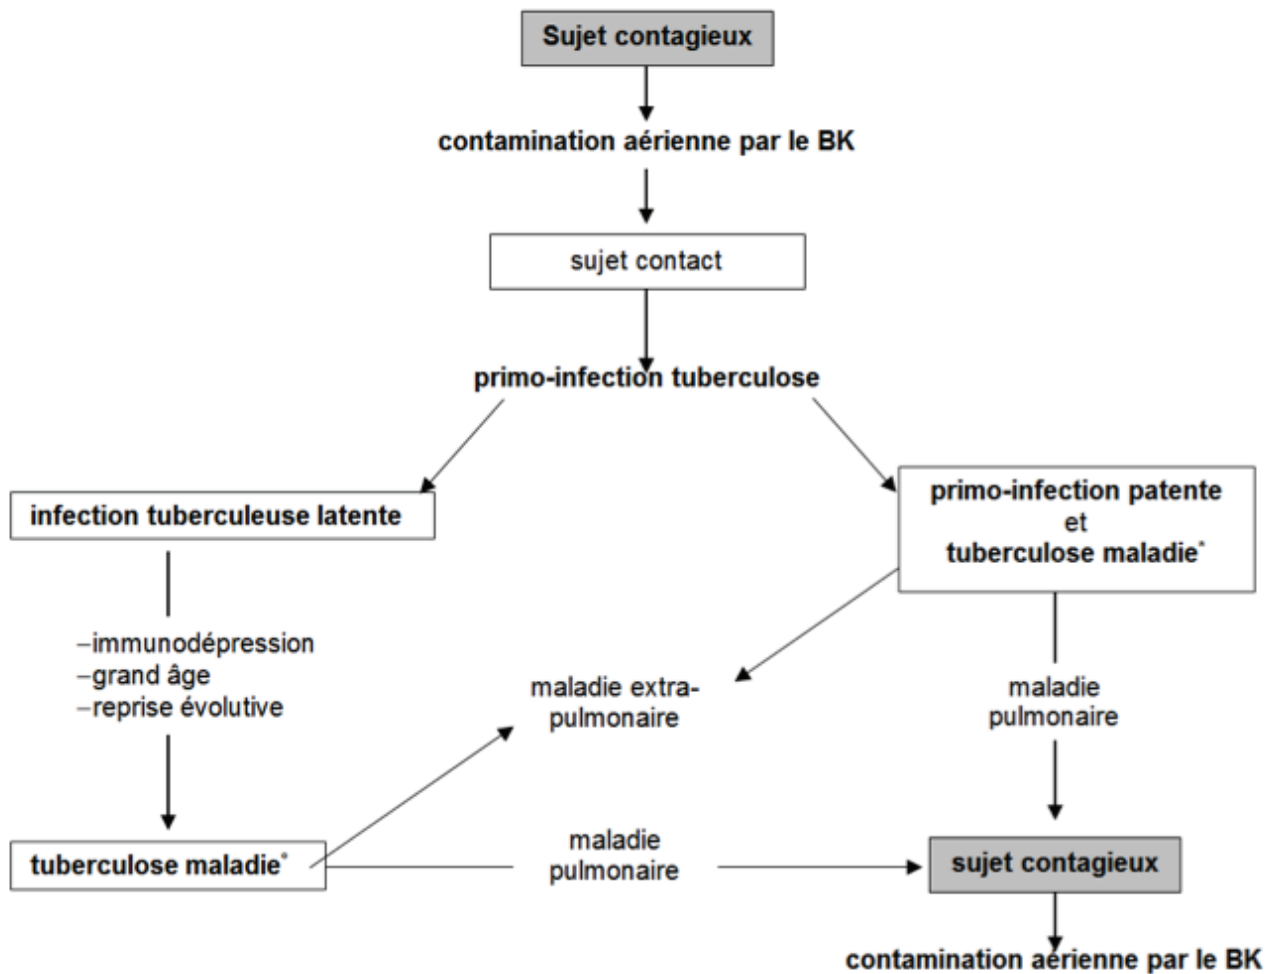 Sujet contagieux
contamination aérienne par le BK
sujet contact
primo-infection tuberculose
infection tuberculeuse latente
primo-infection patente
et
tuberculose maladie*
–immunodépression
–grand âge
–reprise évolutive
maladie extra-
pulmonaire
maladie
pulmonaire
tuberculose maladie*
maladie
pulmonaire
sujet contagieux
contamination aérienne par le BK